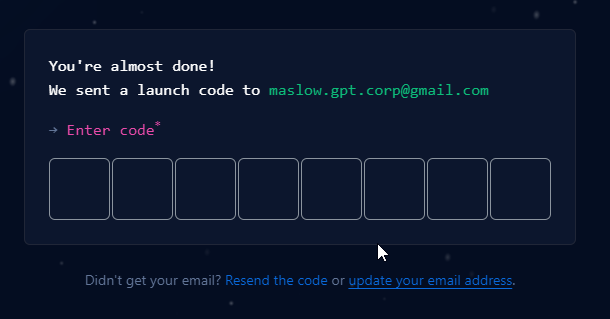 You're almost done!
We sent a launch code to maslow.gpt.corp@gmail.com
→ Enter code*
Didn't get your email? Resend the code or update your email address.